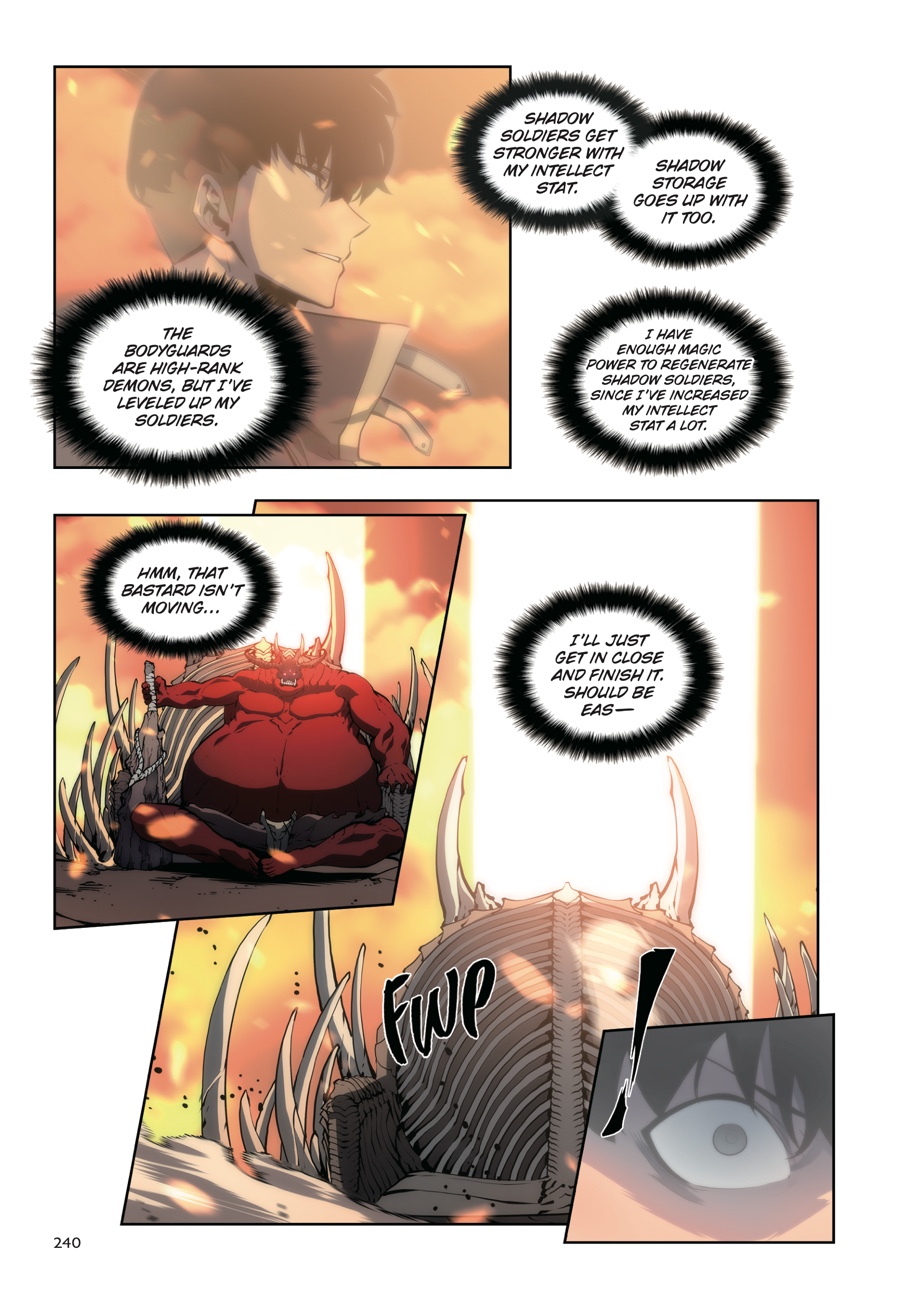 SHADOW
SOLDIERS GET
STRONGER WITH
MY INTELLECT
STAT.
SHADOW
STORAGE
GOES UP WITH
IT TOO.
THE
BODYGUARDS
ARE HIGH-RANK
DEMONS, BUT I'VE
LEVELED UP MY
SOLDIERS.
I HAVE
ENOUGH MAGIC
POWER TO REGENERATE
SHADOW SOLDIERS,
SINCE I'VE INCREASED
MY INTELLECT
STAT A LOT.
HMM, THAT
BASTARD ISN'T
MOVING...
I'LL JUST
GET IN CLOSE
AND FINISH IT.
SHOULD BE
EAS—
FWP
!
240